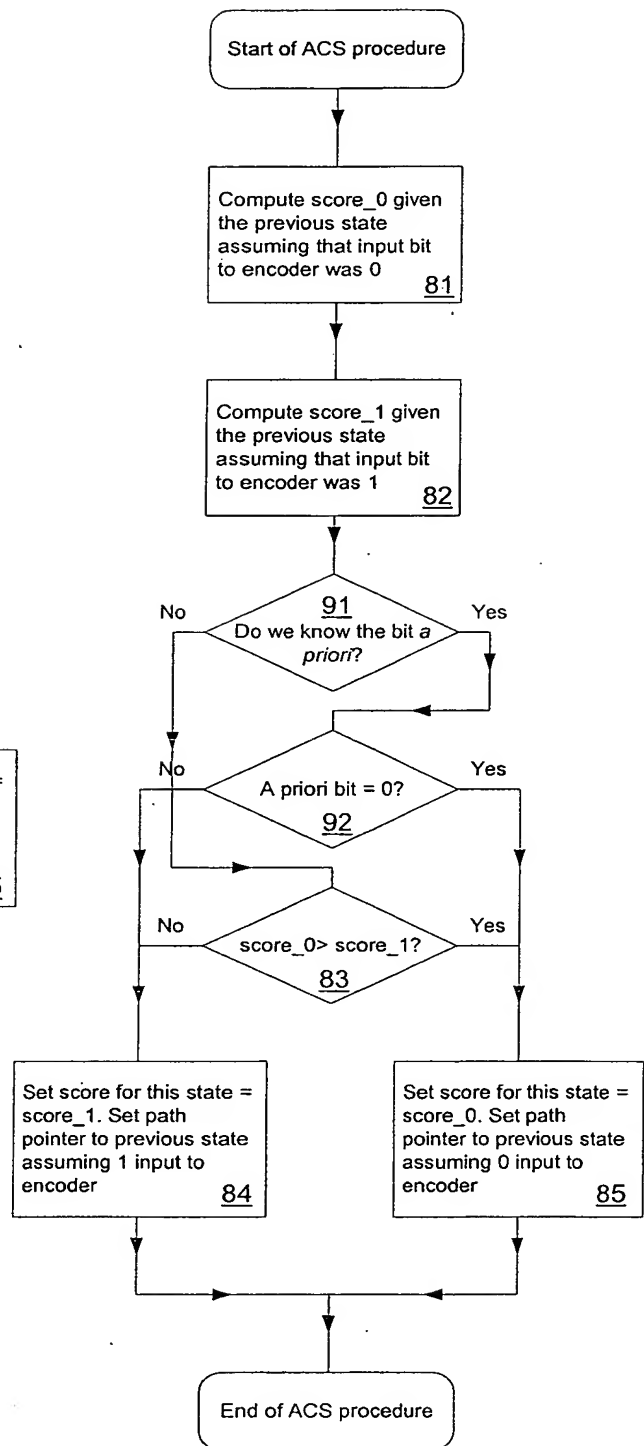 Start of ACS procedure
Compute score_0 given
the previous state
assuming that input bit
to encoder was 0
81
Compute score_1 given
the previous state
assuming that input bit
to encoder was 1
82
No
91
Yes
Do we know the bit a
priori?
No
Yes
A priori bit = 0?
92
No
Yes
score_0> score_1?
83
Set score for this state =
score_1. Set path
pointer to previous state
assuming 1 input to
encoder
84
Set score for this state =
score_0. Set path
pointer to previous state
assuming 0 input to
encoder
85
End of ACS procedure